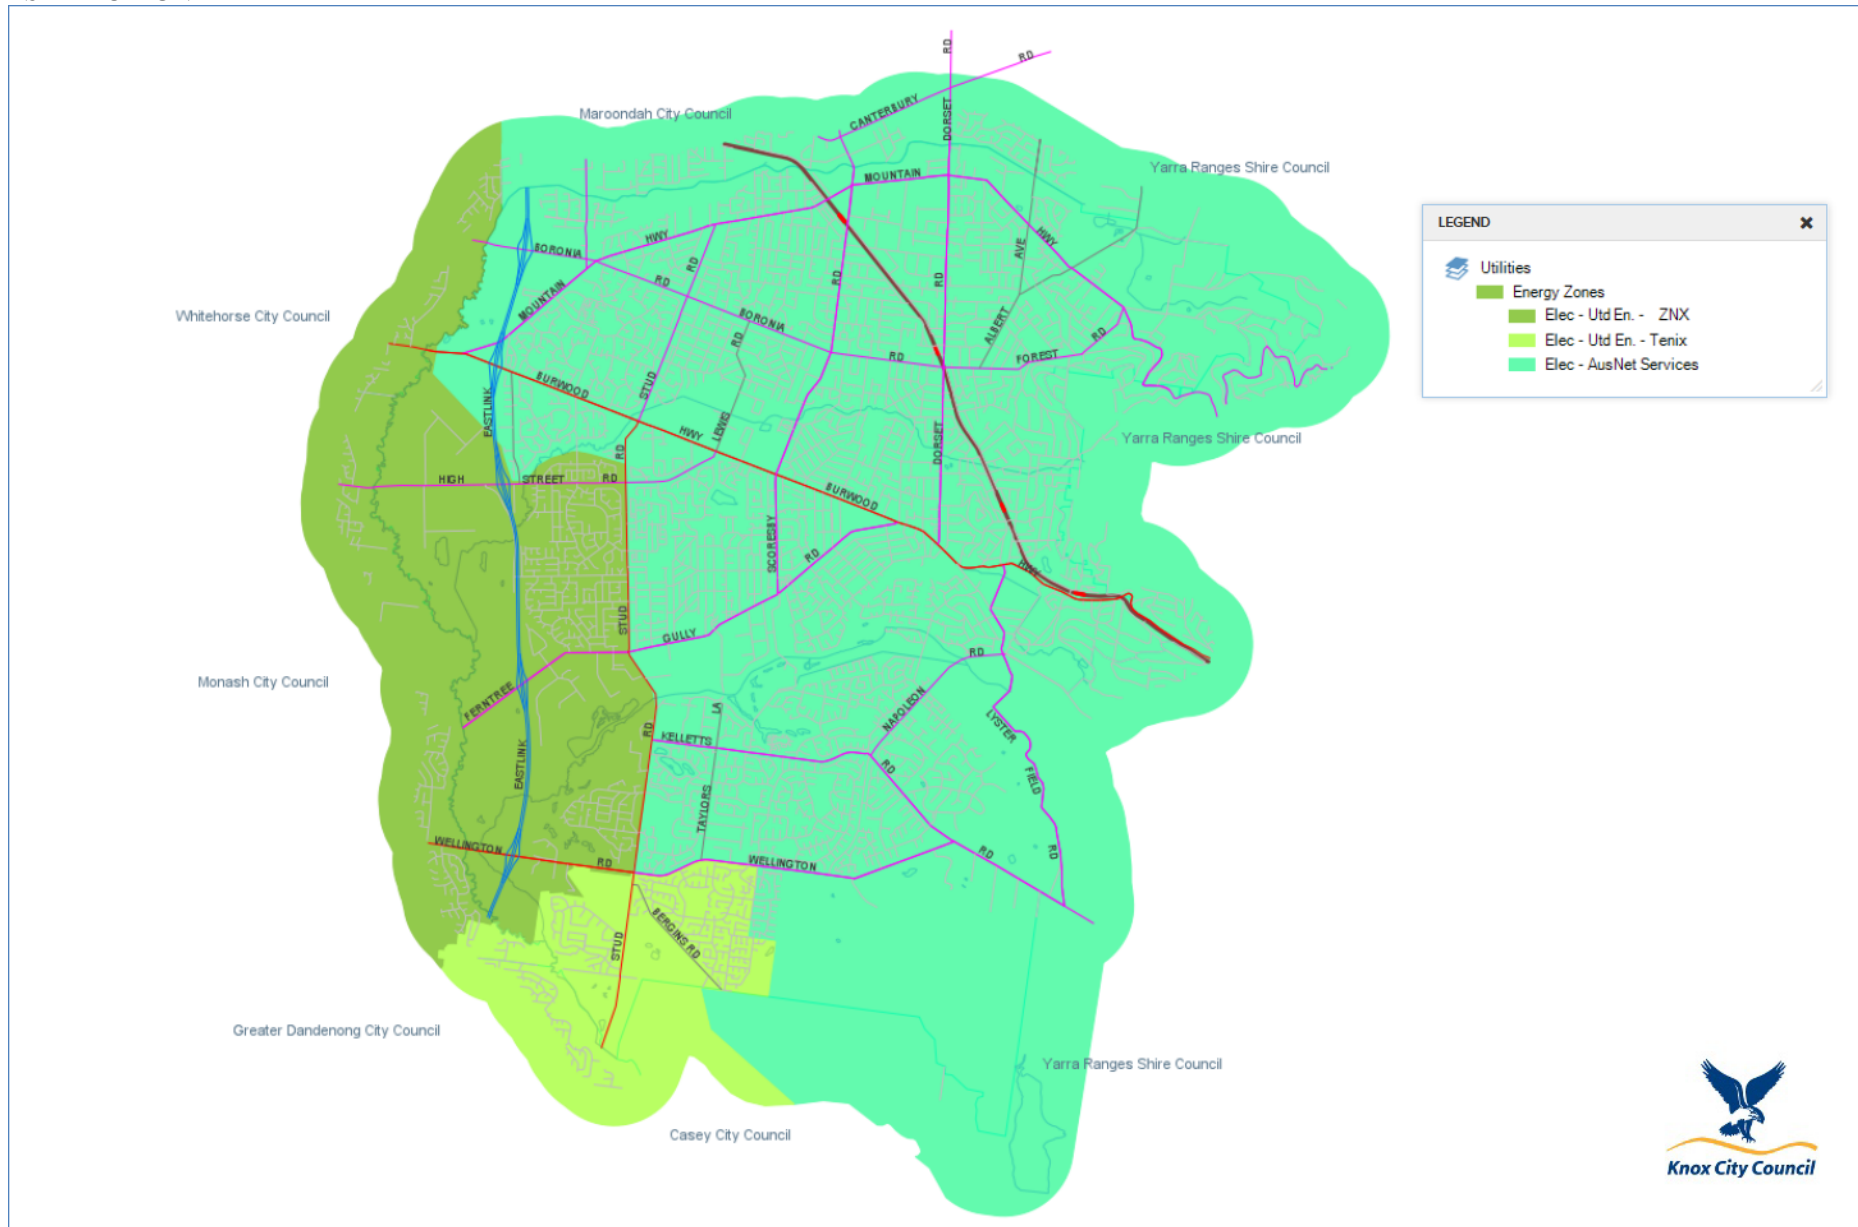 RD
RD
CANTERBURY
DORSET
Maroondah City Council
Yarra Ranges Shire Council
MOUNTAIN
HWY
HWY
BORONIA
RD
RD
AVE
RD
RD
MOUNTAIN
Whitehorse City Council
BORONIA
RD
ALBERT
RD
RD
FOREST
BURWOOD
STUD
EASTLINK
HWY
LEWIS
DORSET
Yarra Ranges Shire Council
RD
HIGH
STREET
RD
BURWOOD
SCORESBY
RD
HWY
STUD
GULLY
RD
Monash City Council
FERNTREE
NAPOLEON
LA
LYSTER
RD
KELLETTS
EASTLINK
RD
FIELD
TAYLORS
WELLINGTON
RD
WELLINGTON
RD
RD
STUD
BERGINS RD
Greater Dandenong City Council
Yarra Ranges Shire Council
Casey City Council
LEGEND
Utilities
Energy Zones
Elec - Utd En. - ZNX
Elec - Utd En. - Tenix
Elec - AusNet Services
Knox City Council